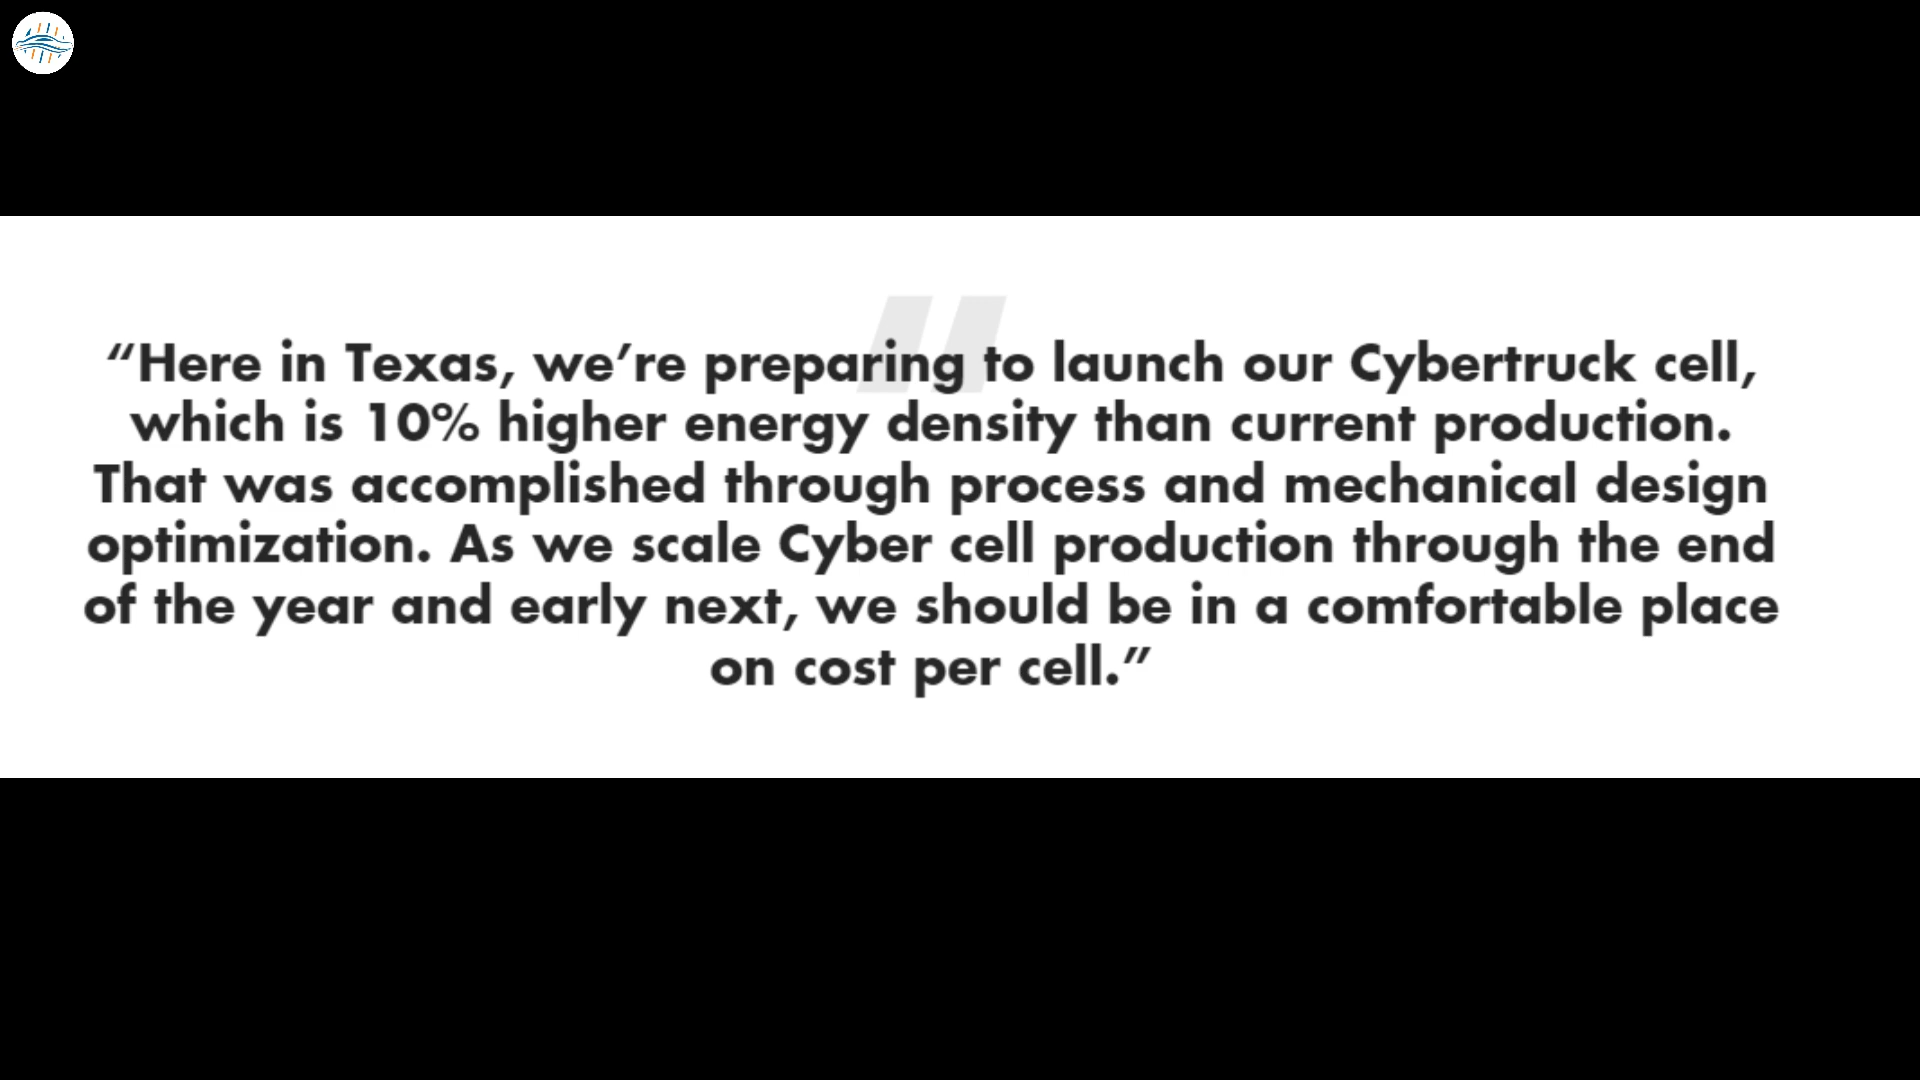 “Here in Texas, we’re preparing to launch our Cybertruck cell,
which is 10% higher energy density than current production.
That was accomplished through process and mechanical design
optimization. As we scale Cyber cell production through the end
of the year and early next, we should be in a comfortable place
on cost per cell.”